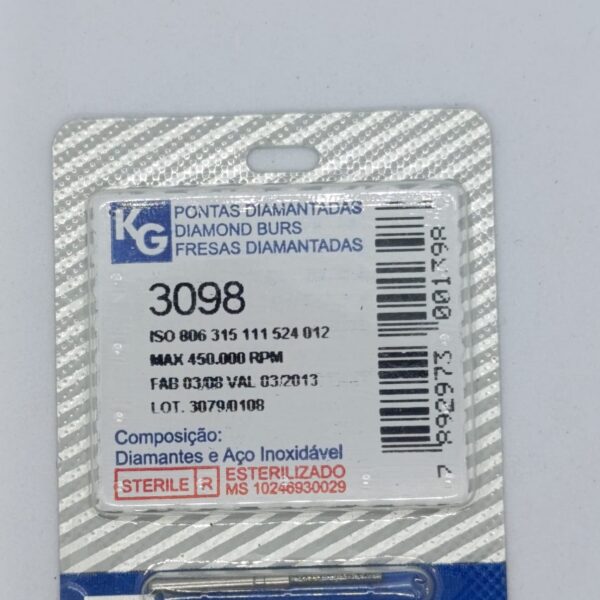 KG
PONTAS DIAMANTADAS
DIAMOND BURS
FRESAS DIAMANTADAS
3098
ISO 806 315 111 524 012
MAX 450.000 RPM
FAB 03/08 VAL 03/2013
LOT. 3079/0108
Composição:
Diamantes e Aço Inoxidável
STERILE R
ESTERILIZADO
MS 10246930029
7 892973 001398